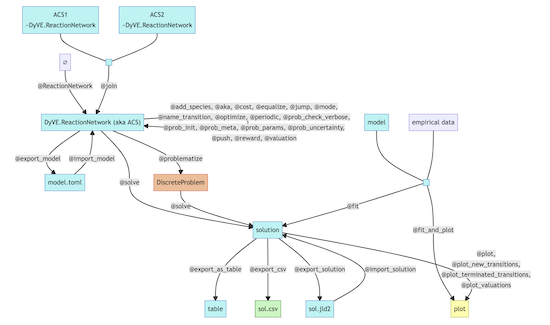 ACS1
~DyVE.ReactionNetwork
ACS2
~DyVE.ReactionNetwork
∅
@ReactionNetwork
@join
@add_species, @aka, @cost, @equalize, @jump, @mode,
@name_transition, @optimize, @periodic, @prob_check_verbose,
@prob_init, @prob_meta, @prob_params, @prob_uncertainty,
@push, @reward, @valuation
DyVE.ReactionNetwork (aka ACS)
model
empirical data
@export_model
@import_model
@problematize
model.toml
@solve
DiscreteProblem
@solve
@fit
solution
@fit_and_plot
@plot,
@plot_new_transitions,
@plot_terminated_transitions,
@plot_valuations
@export_as_table
@export_csv
@export_solution
@import_solution
table
sol.csv
sol.jld2
plot